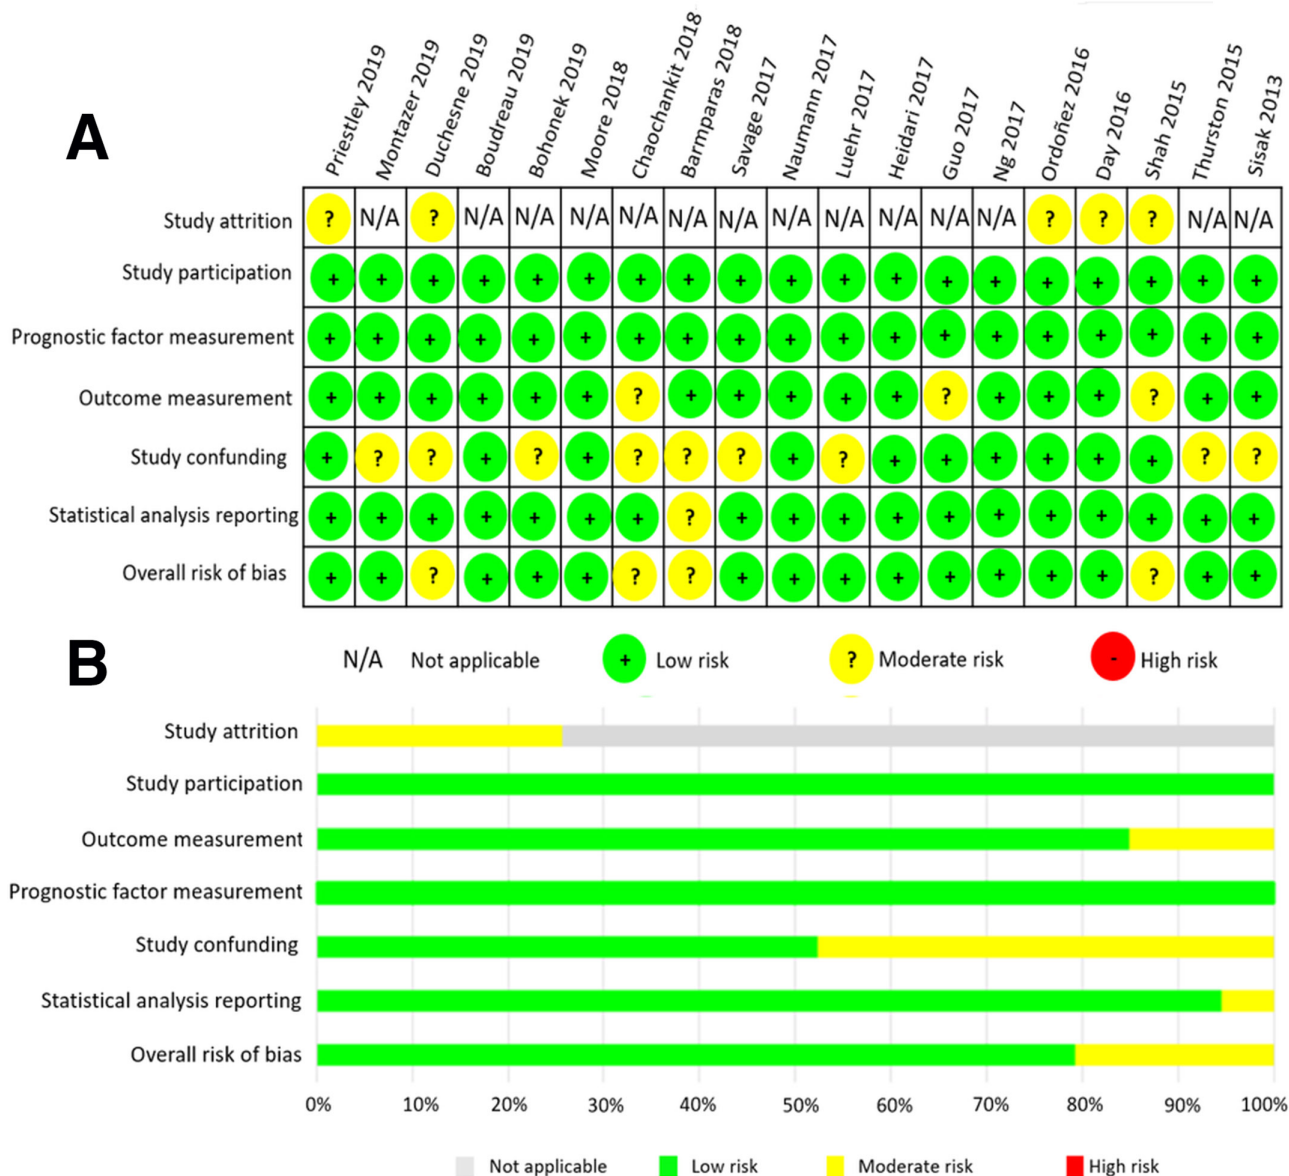 A
Priestley 2019
Montazer 2019
Duchesne 2019
Boudreau 2019
Bohonek 2019
Moore 2018
Chaochankit 2018
Barmparas 2018
Savage 2017
Naumann 2017
Luehr 2017
Heidari 2017
Guo 2017
Ng 2017
Ordoñez 2016
Day 2016
Shah 2015
Thurston 2015
Sisak 2013
Study attrition ? N/A ? N/A N/A N/A N/A N/A N/A N/A N/A N/A N/A N/A ? ? ? N/A N/A
Study participation + + + + + + + + + + + + + + + + + + +
Prognostic factor measurement + + + + + + + + + + + + + + + + + + +
Outcome measurement + + + + + + ? + + + + + ? + + + ? + +
Study confunding + ? ? + ? + ? ? ? + ? + + + + + + ? ?
Statistical analysis reporting + + + + + + + ? + + + + + + + + + + +
Overall risk of bias + + ? + + + ? ? + + + + + + + + ? + +
N/A Not applicable + Low risk ? Moderate risk - High risk
B
Study attrition
Study participation
Outcome measurement
Prognostic factor measurement
Study confunding
Statistical analysis reporting
Overall risk of bias
0% 10% 20% 30% 40% 50% 60% 70% 80% 90% 100%
Not applicable Low risk Moderate risk High risk